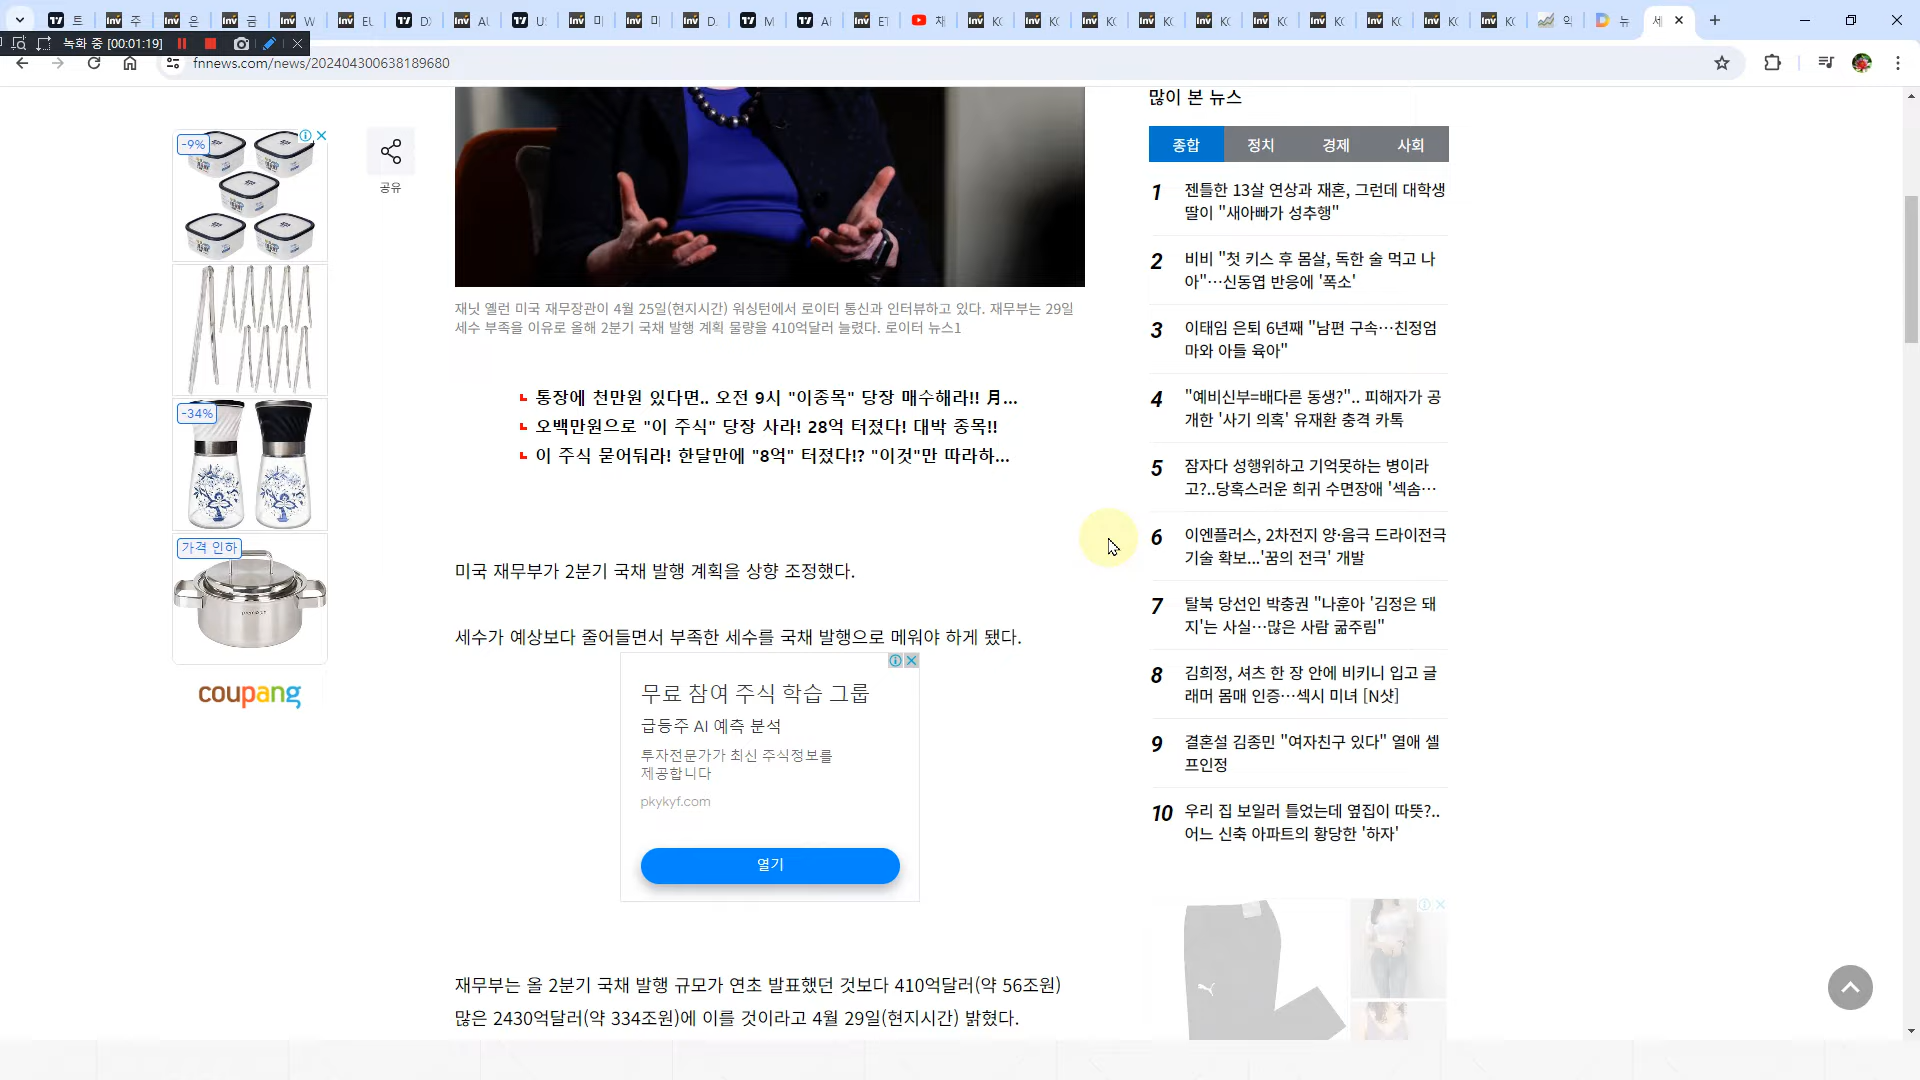 트
주
은
금
W
EU
D>
AU
US
미
미
D.
M
Al
ET
채
KC
KC
KC
KC
KC
KC
KC
KC
KC
KC
익
뉴
세
녹화 중 [00:01:19]
fnnews.com/news/202404300638189680
-9%
-34%
가격 인하
coupang
공유
재닛 옐런 미국 재무장관이 4월 25일(현지시간) 워싱턴에서 로이터 통신과 인터뷰하고 있다. 재무부는 29일
세수 부족을 이유로 올해 2분기 국채 발행 계획 물량을 410억달러 늘렸다. 로이터 뉴스1
통장에 천만원 있다면.. 오전 9시 "이종목" 당장 매수해라!! 月...
오백만원으로 "이 주식" 당장 사라! 28억 터졌다! 대박 종목!!
이 주식 묻어둬라! 한달만에 "8억" 터졌다!? "이것"만 따라하...
미국 재무부가 2분기 국채 발행 계획을 상향 조정했다.
세수가 예상보다 줄어들면서 부족한 세수를 국채 발행으로 메워야 하게 됐다.
무료 참여 주식 학습 그룹
급등주 AI 예측 분석
투자전문가가 최신 주식정보를
제공합니다
pkykyf.com
열기
재무부는 올 2분기 국채 발행 규모가 연초 발표했던 것보다 410억달러(약 56조원)
많은 2430억달러(약 334조원)에 이를 것이라고 4월 29일(현지시간) 밝혔다.
많이 본 뉴스
종합 정치 경제 사회
1 젠틀한 13살 연상과 재혼, 그런데 대학생
딸이 "새아빠가 성추행"
2 비비 "첫 키스 후 몸살, 독한 술 먹고 나
아"…신동엽 반응에 '폭소'
3 이태임 은퇴 6년째 "남편 구속…친정엄
마와 아들 육아"
4 "예비신부=배다른 동생?".. 피해자가 공
개한 '사기 의혹' 유재환 충격 카톡
5 잠자다 성행위하고 기억못하는 병이라
고?..당혹스러운 희귀 수면장애 '섹솜…
6 이엔플러스, 2차전지 양·음극 드라이전극
기술 확보...'꿈의 전극' 개발
7 탈북 당선인 박충권 "나훈아 '김정은 돼
지'는 사실…많은 사람 굶주림"
8 김희정, 셔츠 한 장 안에 비키니 입고 글
래머 몸매 인증…섹시 미녀 [N샷]
9 결혼설 김종민 "여자친구 있다" 열애 셀
프인정
10 우리 집 보일러 틀었는데 옆집이 따뜻?..
어느 신축 아파트의 황당한 '하자'